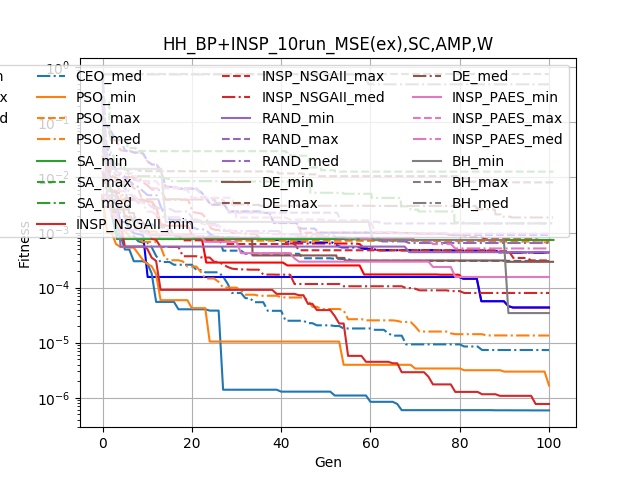 HH_BP+INSP_10run_MSE(ex),SC,AMP,W
CEO_med
PSO_min
PSO_max
PSO_med
SA_min
SA_max
SA_med
INSP_NSGAII_min
INSP_NSGAII_max
INSP_NSGAII_med
RAND_min
RAND_max
RAND_med
DE_min
DE_max
DE_med
INSP_PAES_min
INSP_PAES_max
INSP_PAES_med
BH_min
BH_max
BH_med
Fitness
10⁰
10⁻¹
10⁻²
10⁻³
10⁻⁴
10⁻⁵
10⁻⁶
0 20 40 60 80 100
Gen